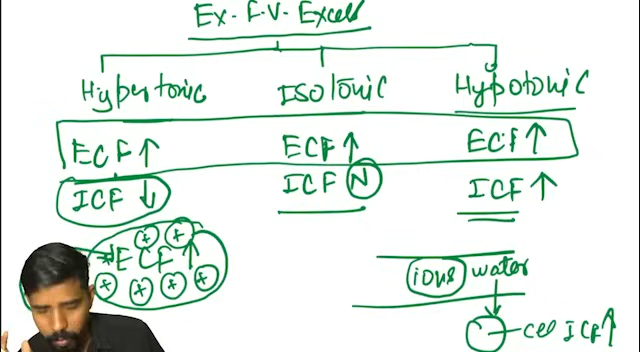 Ex - F.V - Excess
Hypertonic ISOtonic Hypotonic
ECF↑ ECF↑ ECF↑
ICF↓ ICF N ICF↑
+ +
ECF↑
+ + + +
ions water
cell ICF↑